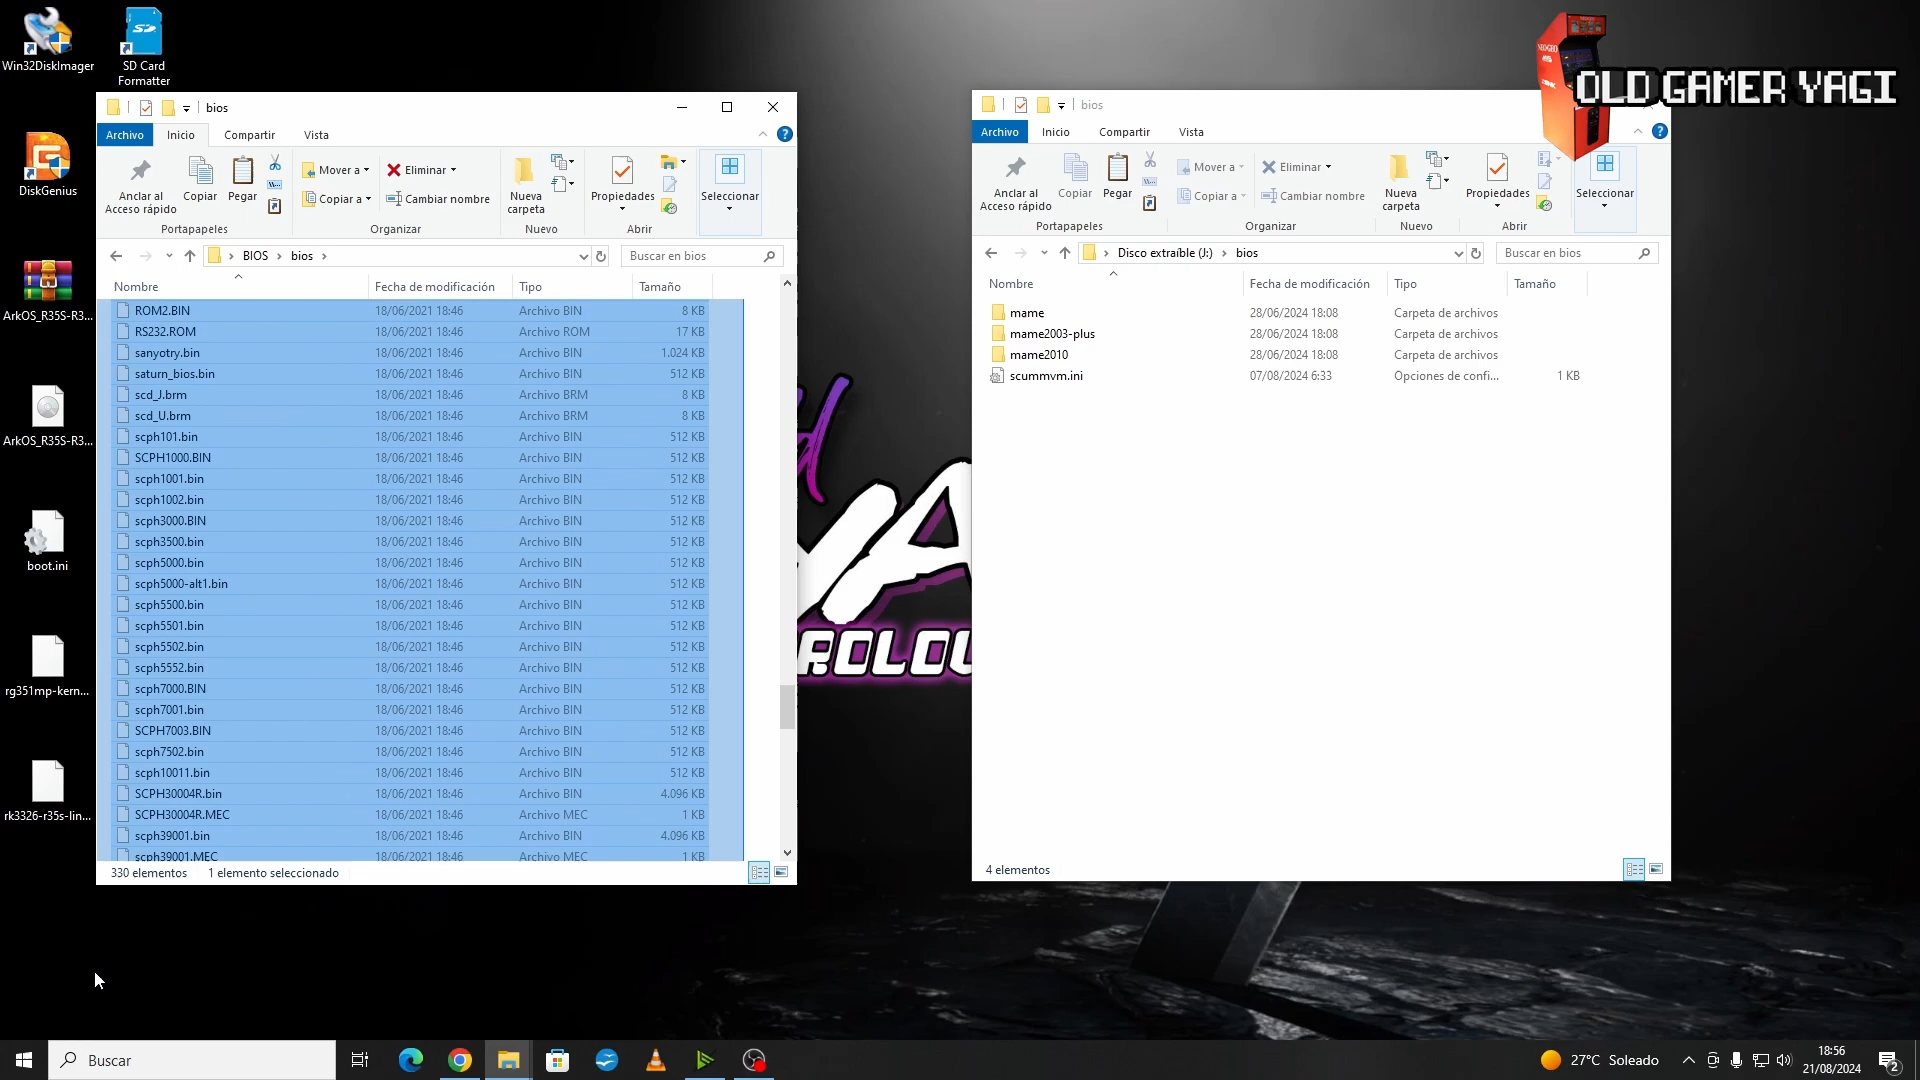 Win32DiskImager
SD Card
Formatter
DiskGenius
ArkOS_R35S-R3...
ArkOS_R35S-R3...
boot.ini
rg351mp-kern...
rk3326-r35s-lin...
bios
Archivo Inicio Compartir Vista
Anclar al
Acceso rápido
Copiar
Pegar
Mover a
Copiar a
Eliminar
Cambiar nombre
Nueva
carpeta
Propiedades
Seleccionar
Portapapeles Organizar Nuevo Abrir
BIOS bios
Buscar en bios
Nombre Fecha de modificación Tipo Tamaño
ROM2.BIN 18/06/2021 18:46 Archivo BIN 8 KB
RS232.ROM 18/06/2021 18:46 Archivo ROM 17 KB
sanyotry.bin 18/06/2021 18:46 Archivo BIN 1.024 KB
saturn_bios.bin 18/06/2021 18:46 Archivo BIN 512 KB
scd_J.brm 18/06/2021 18:46 Archivo BRM 8 KB
scd_U.brm 18/06/2021 18:46 Archivo BRM 8 KB
scph101.bin 18/06/2021 18:46 Archivo BIN 512 KB
SCPH1000.BIN 18/06/2021 18:46 Archivo BIN 512 KB
scph1001.bin 18/06/2021 18:46 Archivo BIN 512 KB
scph1002.bin 18/06/2021 18:46 Archivo BIN 512 KB
scph3000.BIN 18/06/2021 18:46 Archivo BIN 512 KB
scph3500.bin 18/06/2021 18:46 Archivo BIN 512 KB
scph5000.bin 18/06/2021 18:46 Archivo BIN 512 KB
scph5000-alt1.bin 18/06/2021 18:46 Archivo BIN 512 KB
scph5500.bin 18/06/2021 18:46 Archivo BIN 512 KB
scph5501.bin 18/06/2021 18:46 Archivo BIN 512 KB
scph5502.bin 18/06/2021 18:46 Archivo BIN 512 KB
scph5552.bin 18/06/2021 18:46 Archivo BIN 512 KB
scph7000.BIN 18/06/2021 18:46 Archivo BIN 512 KB
scph7001.bin 18/06/2021 18:46 Archivo BIN 512 KB
SCPH7003.BIN 18/06/2021 18:46 Archivo BIN 512 KB
scph7502.bin 18/06/2021 18:46 Archivo BIN 512 KB
scph10011.bin 18/06/2021 18:46 Archivo BIN 512 KB
SCPH30004R.bin 18/06/2021 18:46 Archivo BIN 4.096 KB
SCPH30004R.MEC 18/06/2021 18:46 Archivo MEC 1 KB
scph39001.bin 18/06/2021 18:46 Archivo BIN 4.096 KB
scph39001.MEC 18/06/2021 18:46 Archivo MEC 1 KB
330 elementos 1 elemento seleccionado
bios
Archivo Inicio Compartir Vista
Anclar al
Acceso rápido
Copiar
Pegar
Mover a
Copiar a
Eliminar
Cambiar nombre
Nueva
carpeta
Propiedades
Seleccionar
Portapapeles Organizar Nuevo Abrir
Disco extraíble (J:) bios
Buscar en bios
Nombre Fecha de modificación Tipo Tamaño
mame 28/06/2024 18:08 Carpeta de archivos
mame2003-plus 28/06/2024 18:08 Carpeta de archivos
mame2010 28/06/2024 18:08 Carpeta de archivos
scummvm.ini 07/08/2024 6:33 Opciones de confi... 1 KB
4 elementos
OLD GAMER YAGI
Buscar
27°C Soleado
18:56
21/08/2024
2